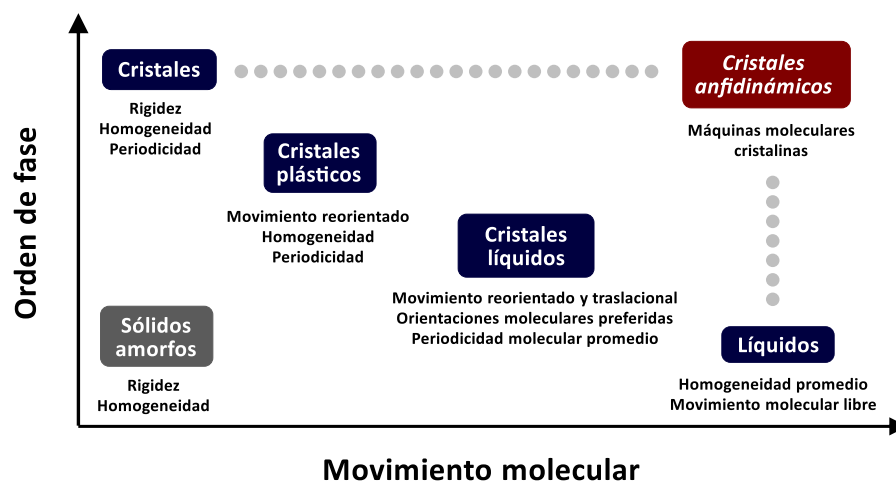 Orden de fase
Cristales
Rigidez
Homogeneidad
Periodicidad
Cristales
anfidinámicos
Máquinas moleculares
cristalinas
Cristales
plásticos
Movimiento reorientado
Homogeneidad
Periodicidad
Cristales
líquidos
Movimiento reorientado y traslacional
Orientaciones moleculares preferidas
Periodicidad molecular promedio
Sólidos
amorfos
Rigidez
Homogeneidad
Líquidos
Homogeneidad promedio
Movimiento molecular libre
Movimiento molecular